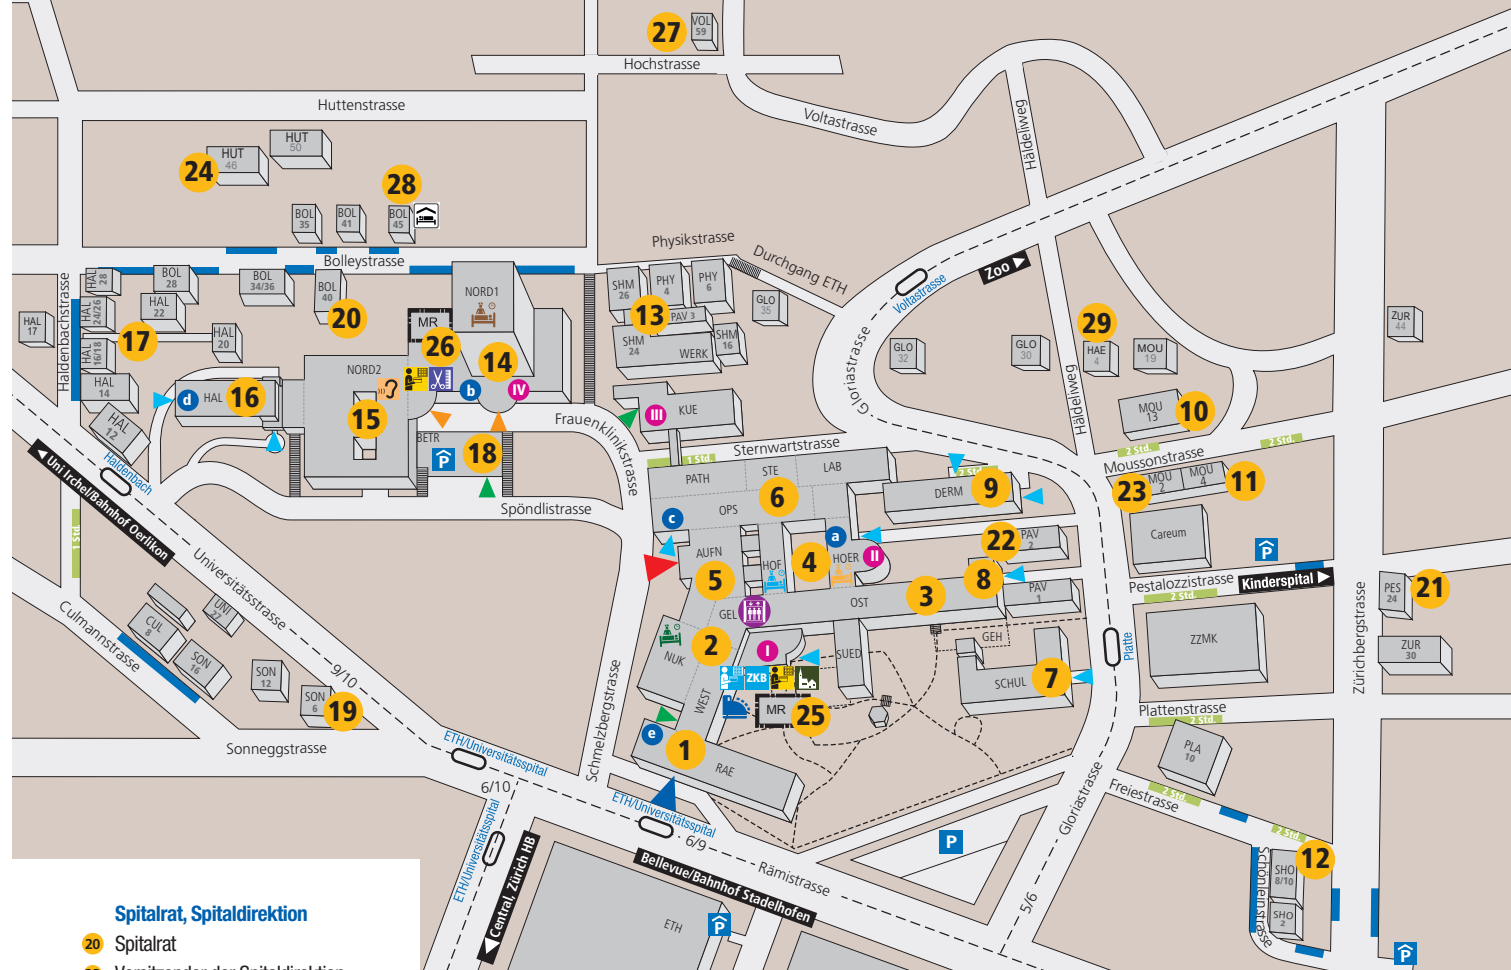 27
VOL
59
Hochstrasse
Huttenstrasse
Voltastrasse
Häldeliweg
HUT
50
HUT
46
24
28
BOL
35
BOL
41
BOL
45
Bolleystrasse
Physikstrasse
Durchgang ETH
Zoo
Voltastrasse
Haldenbachstrasse
HAL
28
BOL
28
BOL
34/36
BOL
40
NORD1
SHM
26
PHY
4
PHY
6
GLO
35
HAL
17
HAL
24/26
HAL
22
HAL
20
17
20
MR
26
14
13
PAV 3
SHM
24
WERK
SHM
16
Gloriastrasse
GLO
32
GLO
30
29
HAE
4
MOU
19
ZUR
44
HAL
16/18
HAL
14
HAL
12
d
HAL
16
NORD2
15
b
IV
Frauenklinikstrasse
III
KUE
Häldeliweg
MOU
13
10
BETR
P
18
Sternwartstrasse
1 Std.
2 Std.
2 Std.
Moussonstrasse
Uni Irchel/Bahnhof Oerlikon
Haldenbach
PATH
STE
LAB
6
OPS
2 Std.
DERM
9
23
MOU
2
MOU
4
11
Spöndlistrasse
c
a
1 Std.
Universitätsstrasse
AUFN
5
HOF
4
HOER
II
22
PAV
2
8
Careum
P
Pestalozzistrasse
Kinderspital
2 Std.
GEL
OST
3
PAV
1
PES
24
21
Culmannstrasse
CUL
8
UNI
27
SON
16
SON
12
SON
6
19
NUK
2
I
SUED
GEH
SCHUL
7
Platte
ZZMK
ZUR
30
Zürichbergstrasse
9/10
ZKB
WEST
MR
25
Plattenstrasse
2 Std.
Sonneggstrasse
Schmelzbergstrasse
e
1
RAE
PLA
10
ETH/Universitätsspital
6/10
ETH/Universitätsspital
ETH/Universitätsspital
6/9
Rämistrasse
Bellevue/Bahnhof Stadelhofen
Central, Zürich HB
P
Gloriastrasse
Freiestrasse
2 Std.
2 Std.
12
SHO
8/10
SHO
2
Schönleinstrasse
5/6
ETH
P
P
Spitalrat, Spitaldirektion
20 Spitalrat